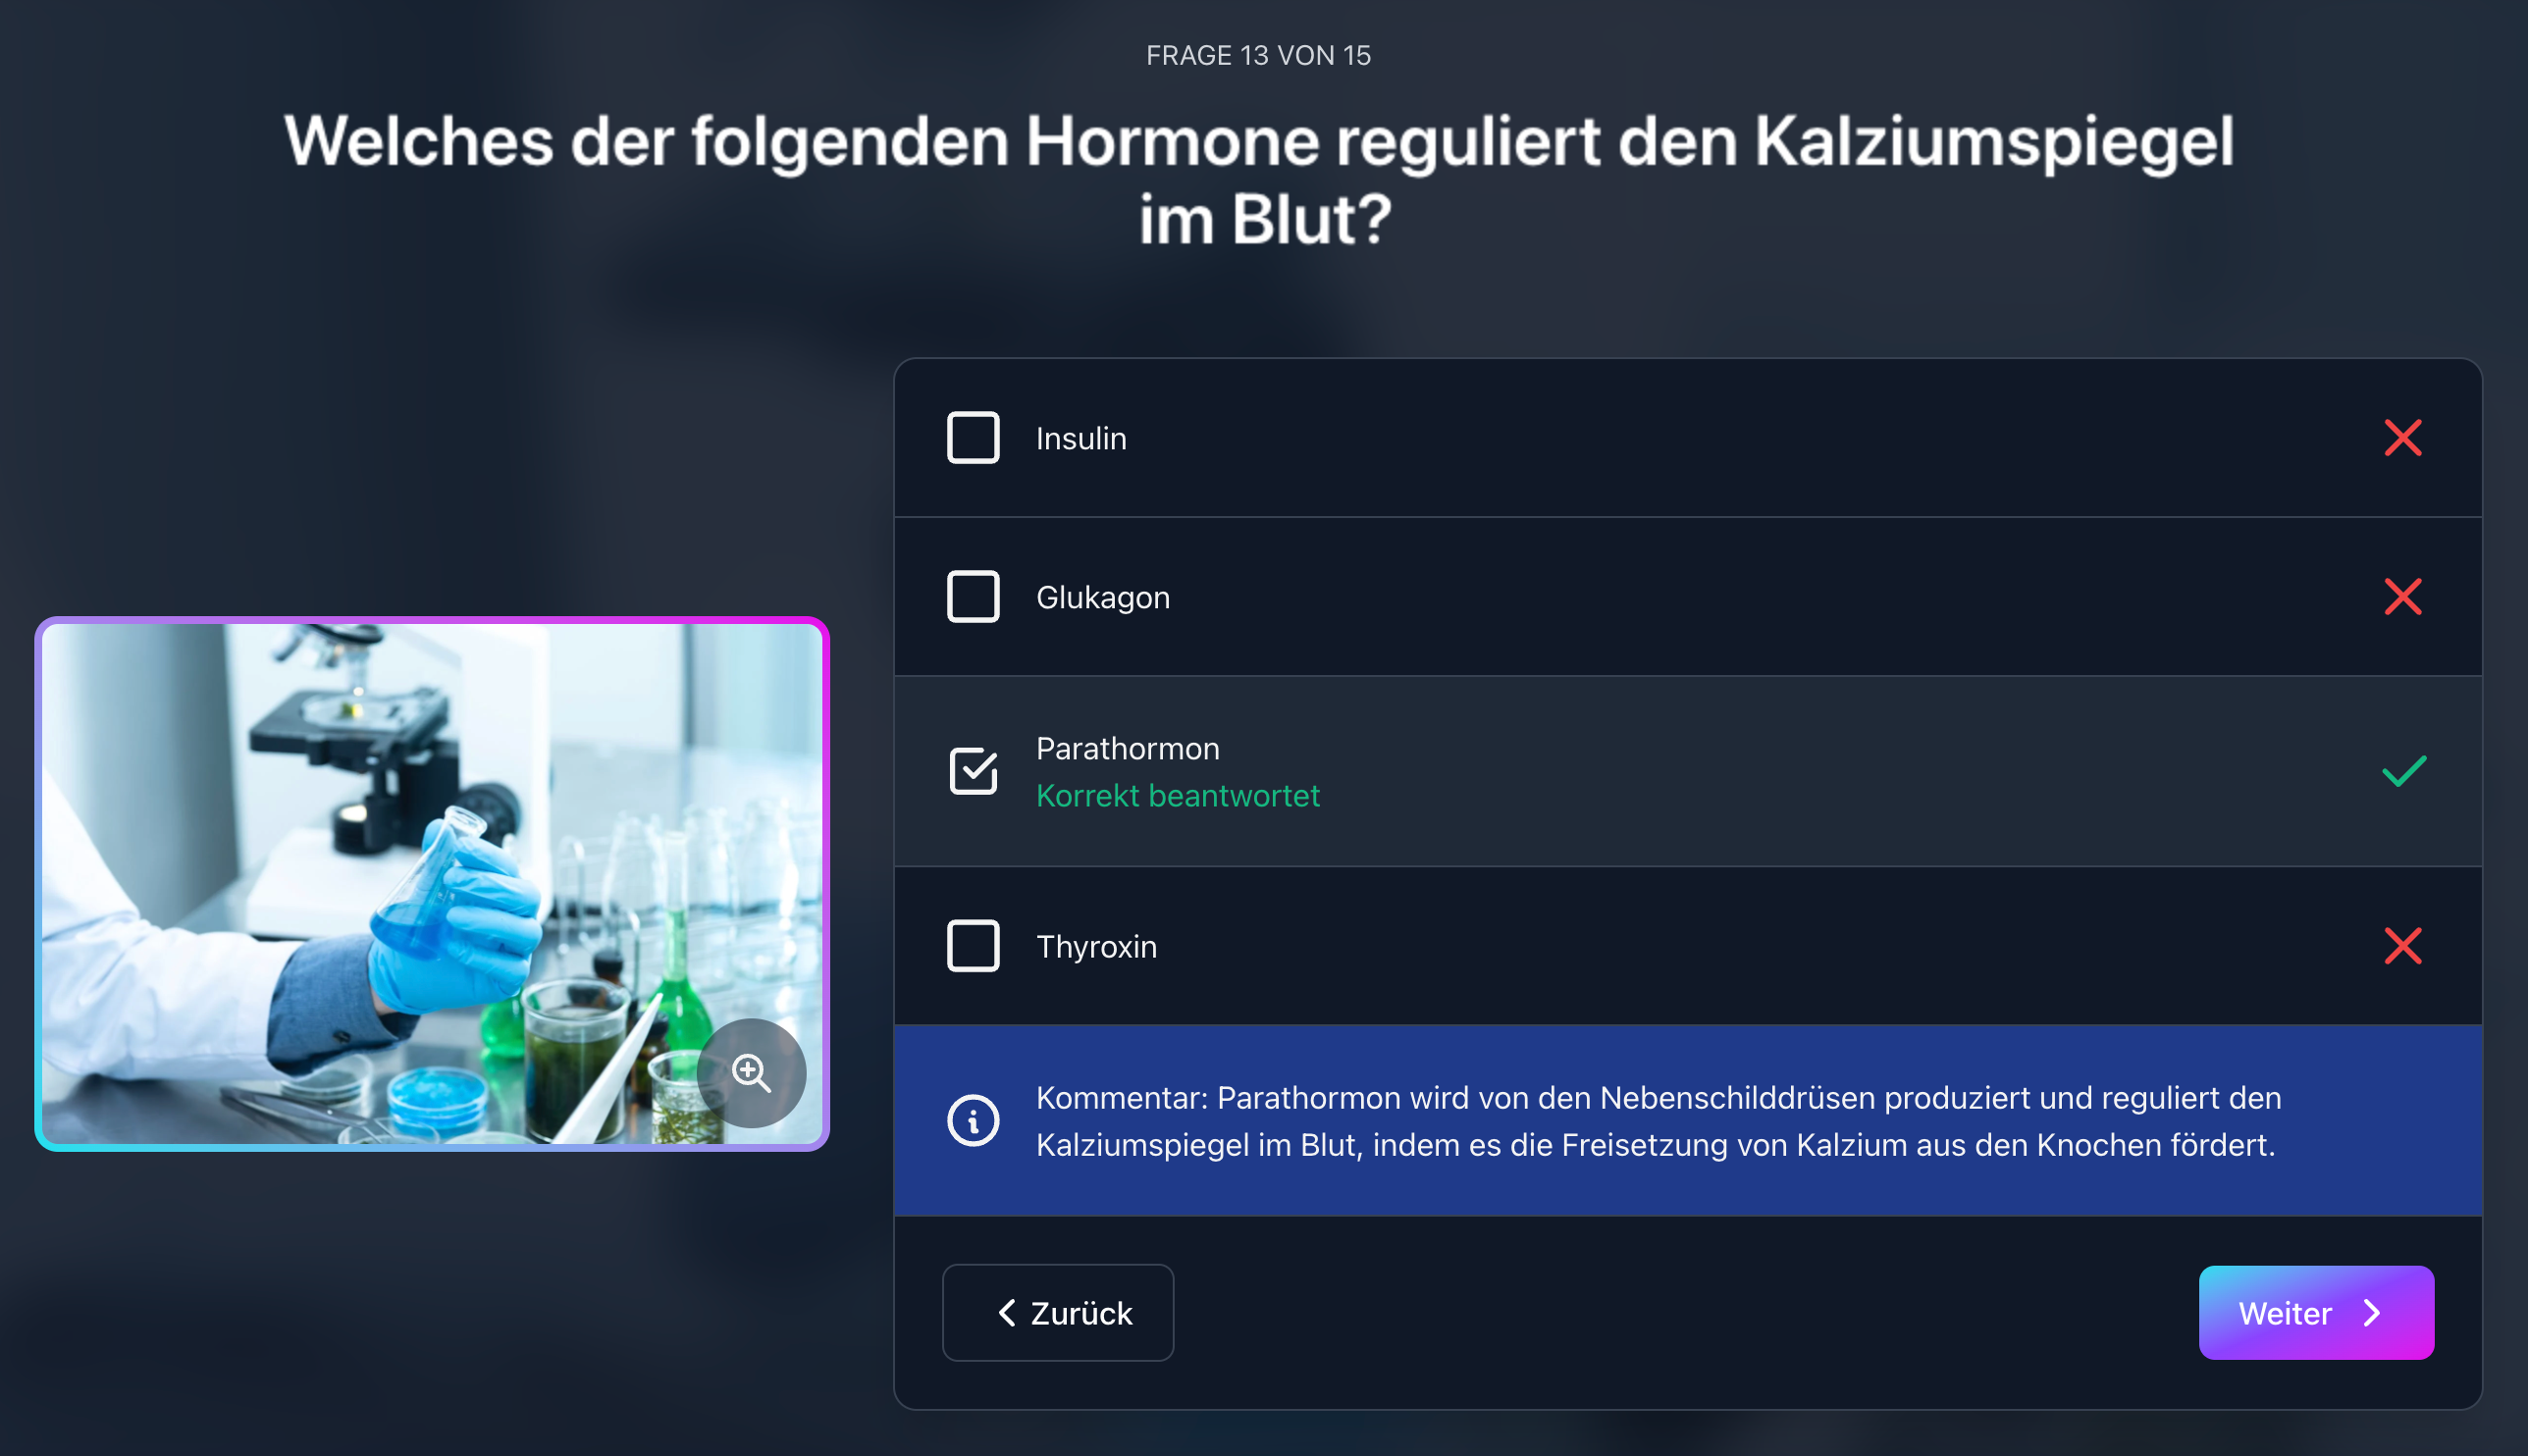 FRAGE 13 VON 15
Welches der folgenden Hormone reguliert den Kalziumspiegel
im Blut?
Insulin
Glukagon
Parathormon
Korrekt beantwortet
Thyroxin
Kommentar: Parathormon wird von den Nebenschilddrüsen produziert und reguliert den
Kalziumspiegel im Blut, indem es die Freisetzung von Kalzium aus den Knochen fördert.
Zurück
Weiter